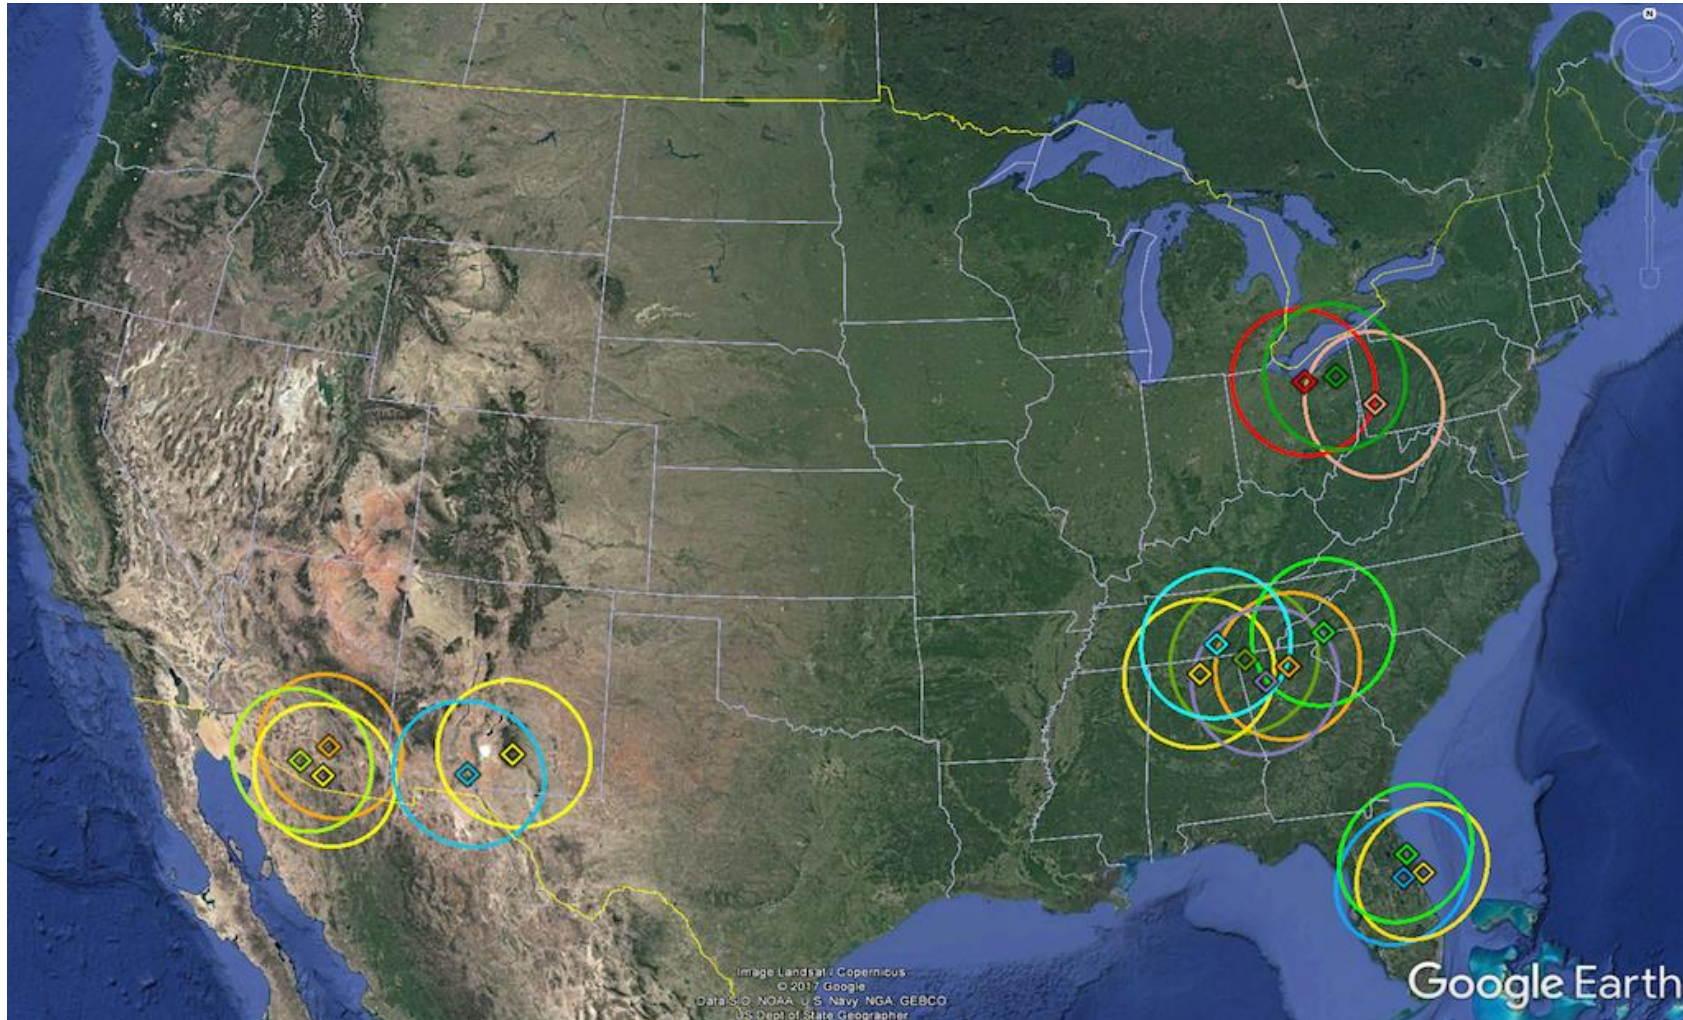 N
Image Landsat / Copernicus
© 2017 Google
Data SIO, NOAA, U.S. Navy, NGA, GEBCO
US Dept of State Geographer
Google Earth